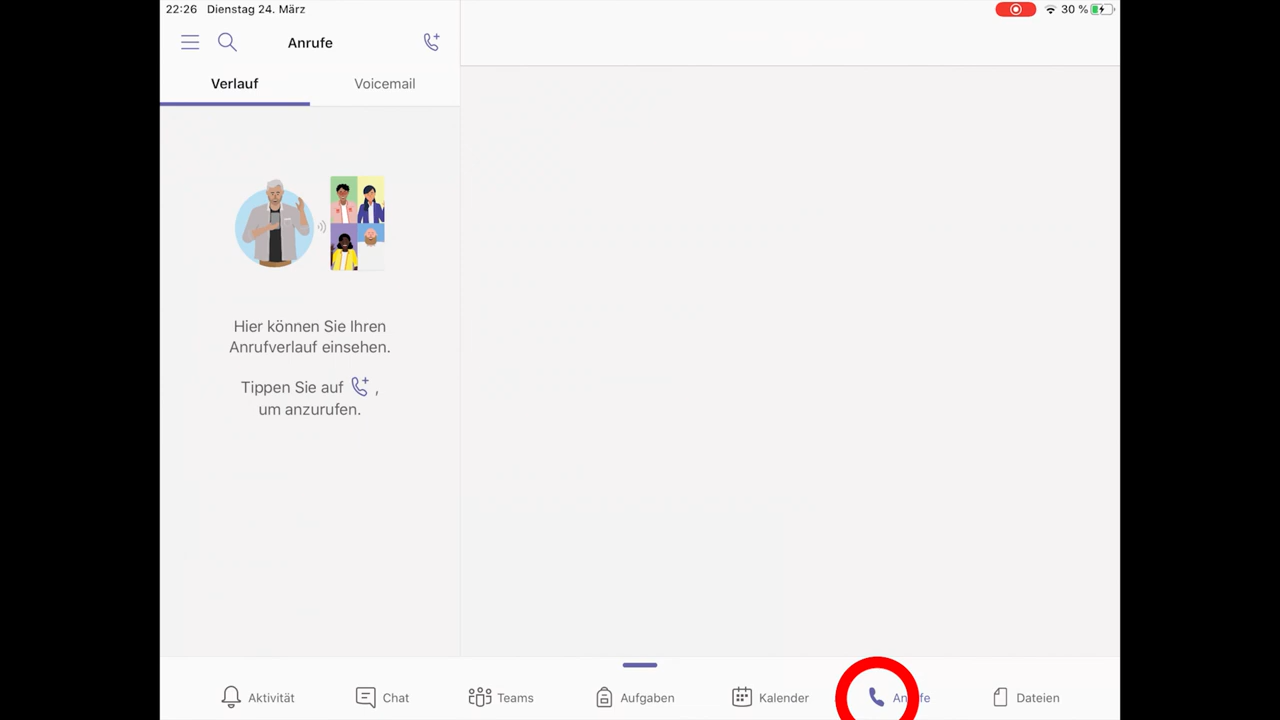 22:26 Dienstag 24. März
30 %
Anrufe
Verlauf
Voicemail
Hier können Sie Ihren
Anrufverlauf einsehen.
Tippen Sie auf ,
um anzurufen.
Aktivität
Chat
Teams
Aufgaben
Kalender
Anrufe
Dateien